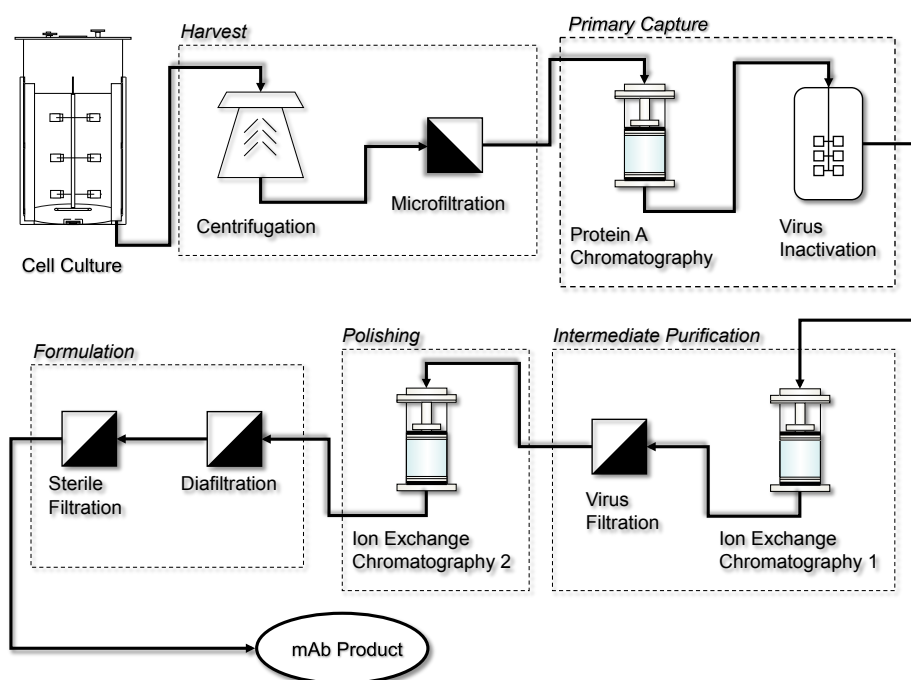 Harvest
Primary Capture
Centrifugation
Microfiltration
Cell Culture
Protein A
Chromatography
Virus
Inactivation
Formulation
Polishing
Intermediate Purification
Sterile
Filtration
Diafiltration
Ion Exchange
Chromatography 2
Virus
Filtration
Ion Exchange
Chromatography 1
mAb Product